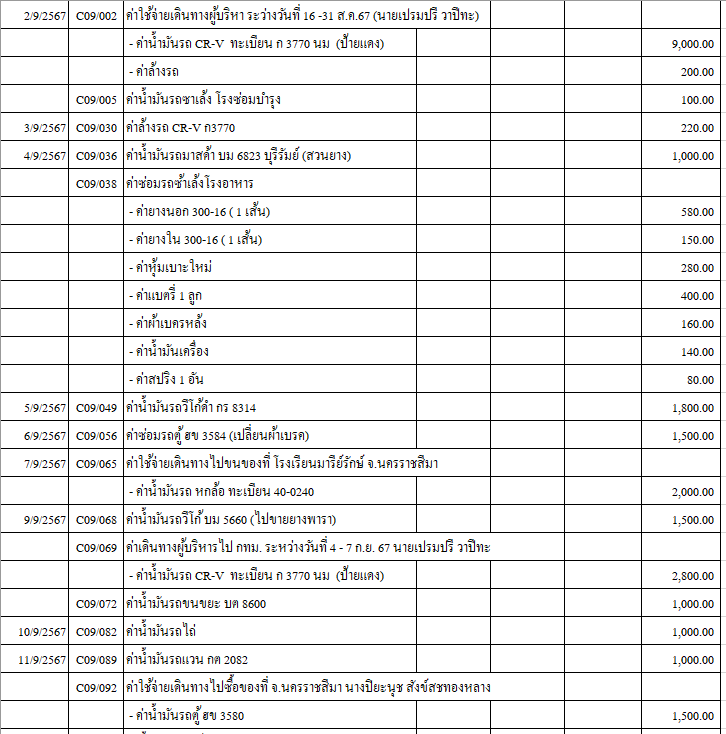 2/9/2567 C09/002 ค่าใช้จ่ายเดินทางผู้บริหา ระว่างวันที่ 16 -31 ส.ค.67 (นายเปรมปรี วาปีทะ)
- ค่าน้ำมันรถ CR-V ทะเบียน ก 3770 นม (ป้ายแดง) 9,000.00
- ค่าล้างรถ 200.00
C09/005 ค่าน้ำมันรถซาเล้ง โรงซ่อมบำรุง 100.00
3/9/2567 C09/030 ค่าล้างรถ CR-V ก3770 220.00
4/9/2567 C09/036 ค่าน้ำมันรถมาสด้า บม 6823 บุรีรัมย์ (สวนยาง) 1,000.00
C09/038 ค่าซ่อมรถซ้าเล้งโรงอาหาร
- ค่ายางนอก 300-16 ( 1 เส้น) 580.00
- ค่ายางใน 300-16 ( 1 เส้น) 150.00
- ค่าหุ้มเบาะใหม่ 280.00
- ค่าแบตรี่ 1 ลูก 400.00
- ค่าผ้าเบครหลัง 160.00
- ค่าน้ำมันเครื่อง 140.00
- ค่าสปริง 1 อัน 80.00
5/9/2567 C09/049 ค่าน้ำมันรถวีโก้ดำ กร 8314 1,800.00
6/9/2567 C09/056 ค่าซ่อมรถตู้ ฮข 3584 (เปลี่ยนผ้าเบรค) 1,500.00
7/9/2567 C09/065 ค่าใช้จ่ายเดินทางไปขนของที่ โรงเรียนมารีย์รักษ์ จ.นครราชสีมา
- ค่าน้ำมันรถ หกล้อ ทะเบียน 40-0240 2,000.00
9/9/2567 C09/068 ค่าน้ำมันรถวีโก้ บม 5660 (ไปขายยางพารา) 1,500.00
C09/069 ค่าเดินทางผู้บริหารไป กทม. ระหว่างวันที่ 4 - 7 ก.ย. 67 นายเปรมปรี วาปีทะ
- ค่าน้ำมันรถ CR-V ทะเบียน ก 3770 นม (ป้ายแดง) 2,800.00
C09/072 ค่าน้ำมันรถขนขยะ บต 8600 1,000.00
10/9/2567 C09/082 ค่าน้ำมันรถไถ่ 1,000.00
11/9/2567 C09/089 ค่าน้ำมันรถแวน กต 2082 1,000.00
C09/092 ค่าใช้จ่ายเดินทางไปซื้อของที่ จ.นครราชสีมา นางปิยะนุช สังข์สชทองหลาง
- ค่าน้ำมันรถตู้ ฮข 3580 1,500.00